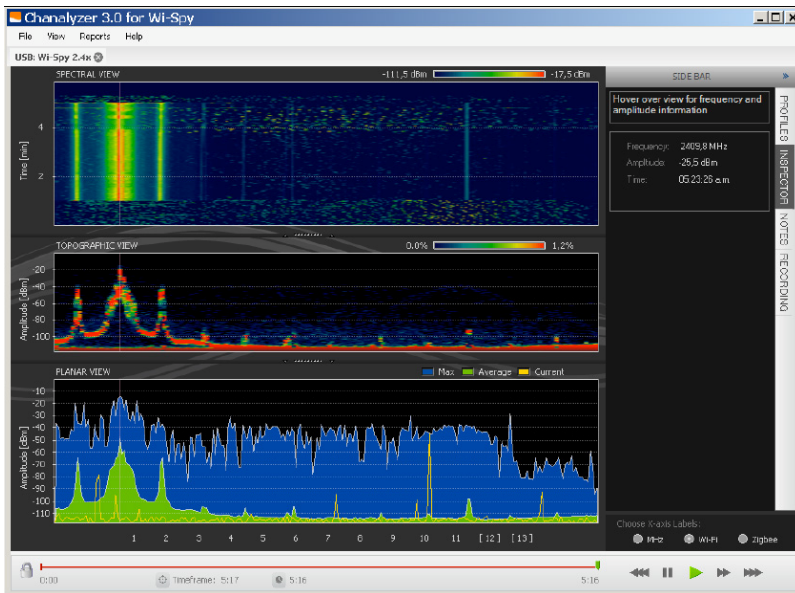 Chanalyzer 3.0 for Wi-Spy
File View Reports Help
USB: Wi-Spy 2.4x
SPECTRAL VIEW -111,5 dBm -17,5 dBm
Time [min]
4
2
TOPOGRAPHIC VIEW 0.0% 1,2%
Amplitude [dBm]
-20
-40
-60
-80
-100
PLANAR VIEW Max Average Current
Amplitude [dBm]
-10
-20
-30
-40
-50
-60
-70
-80
-90
-100
-110
1 2 3 4 5 6 7 8 9 10 11 [12] [13]
SIDE BAR »
Hover over view for frequency and
amplitude information
Frequency: 2409,8 MHz
Amplitude: -25,5 dBm
Time: 05:23:26 a.m.
PROFILES
INSPECTOR
NOTES
RECORDING
Choose X-axis Labels:
MHz Wi-Fi Zigbee
0:00 Timeframe: 5:17 5:16 5:16